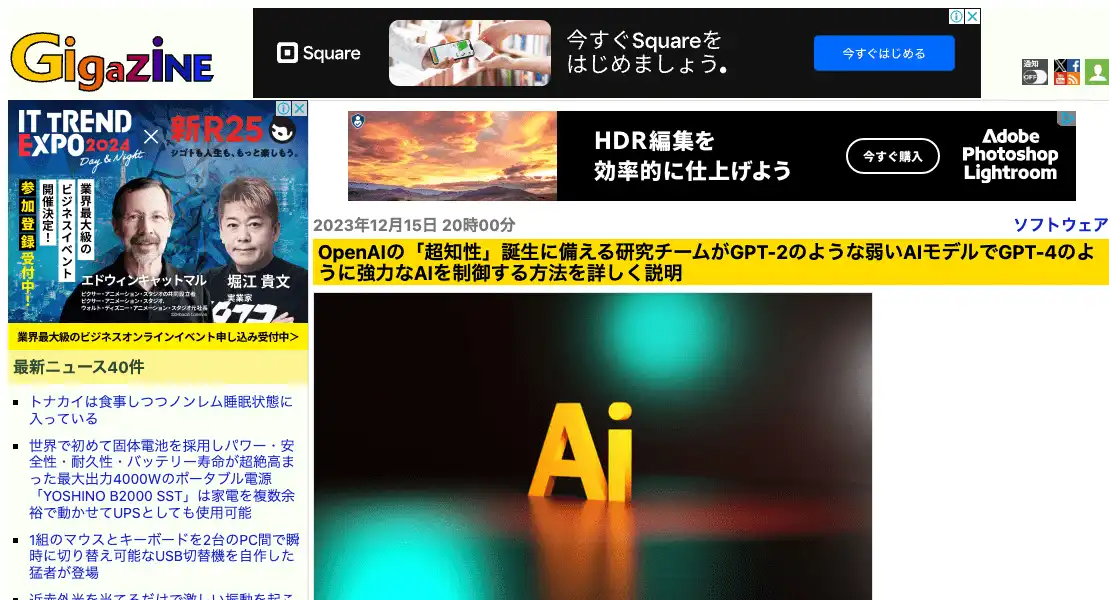 GigaZiNE
Square
今すぐSquareを
はじめましょう。
今すぐはじめる
通知
OFF
IT TREND
EXPO2024
Day & Night
×
新R25
シゴトも人生も、もっと楽しもう。
業界最大級の
ビジネスイベント
開催決定！
参加登録受付中！
エドウィンキャットマル
ピクサー・アニメーション・スタジオの共同設立者
ピクサー・アニメーション・スタジオ、
ウォルト・ディズニー・アニメーション・スタジオ元社長
堀江 貴文
実業家
業界最大級のビジネスオンラインイベント申し込み受付中＞
HDR編集を
効率的に仕上げよう
今すぐ購入
Adobe
Photoshop
Lightroom
2023年12月15日 20時00分
ソフトウェア
OpenAIの「超知性」誕生に備える研究チームがGPT-2のような弱いAIモデルでGPT-4のよ
うに強力なAIを制御する方法を詳しく説明
Ai
最新ニュース40件
トナカイは食事しつつノンレム睡眠状態に
入っている
世界で初めて固体電池を採用しパワー・安
全性・耐久性・バッテリー寿命が超絶高ま
った最大出力4000Wのポータブル電源
「YOSHINO B2000 SST」は家電を複数余
裕で動かせてUPSとしても使用可能
1組のマウスとキーボードを2台のPC間で瞬
時に切り替え可能なUSB切替機を自作した
猛者が登場
近赤外光を当てるだけで激しい振動を起こ